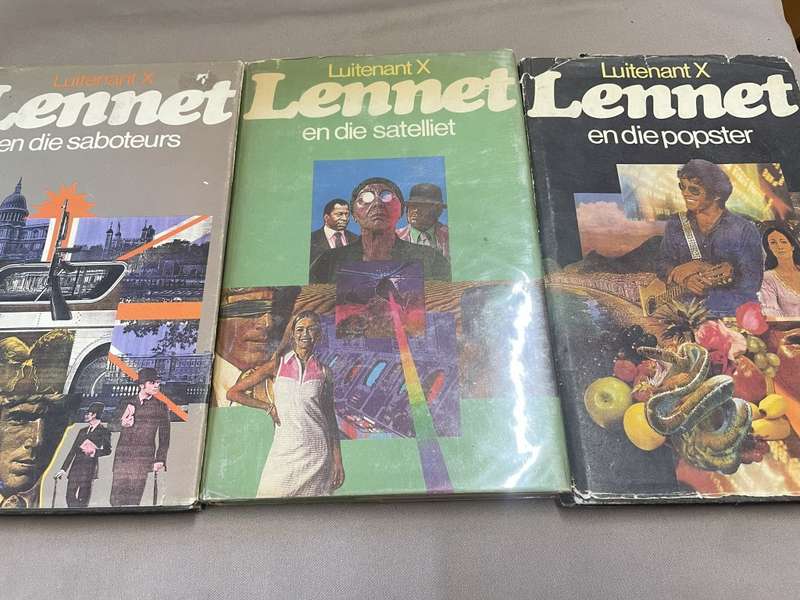 Luitenant X
Lennet
en die saboteurs
Luitenant X
Lennet
en die satelliet
Luitenant X
Lennet
en die popster